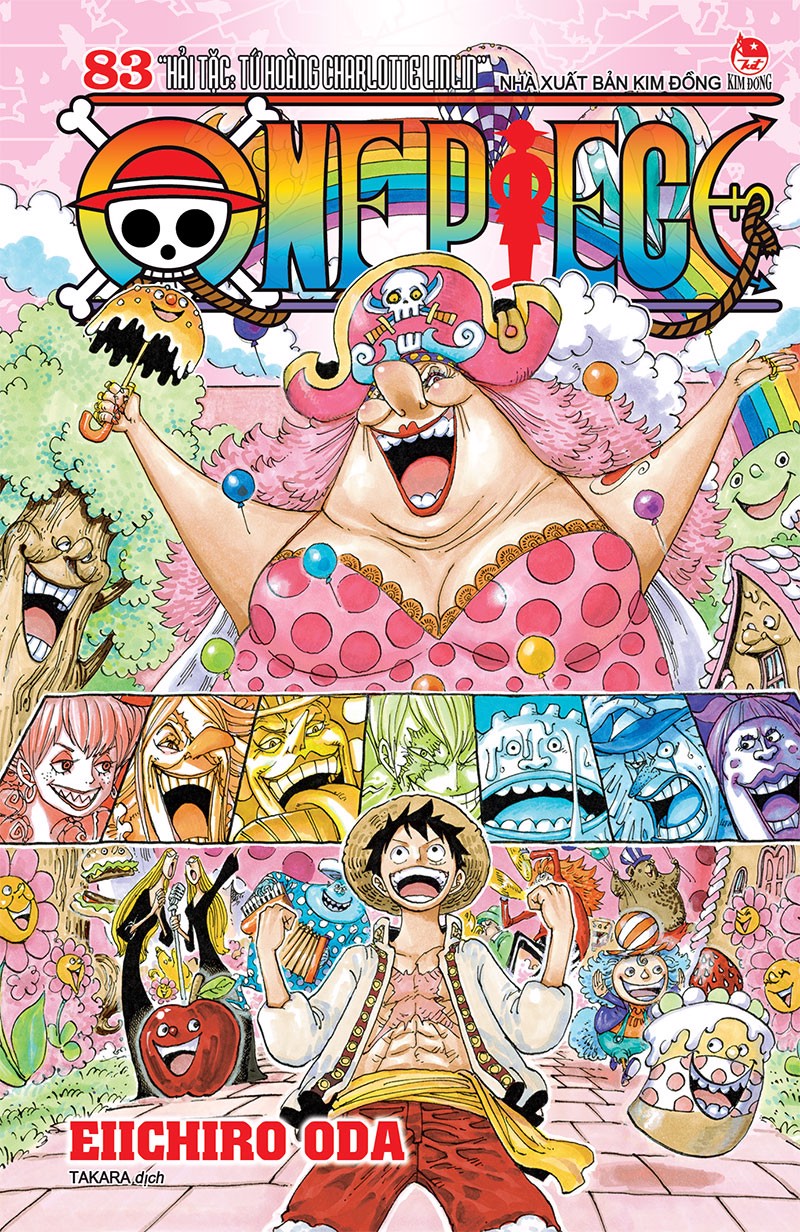 83 "HẢI TẶC: TỨ HOÀNG CHARLOTTE LINLIN" NHÀ XUẤT BẢN KIM ĐỒNG KIM ĐỒNG
ONE PIECE
EIICHIRO ODA
TAKARA dịch